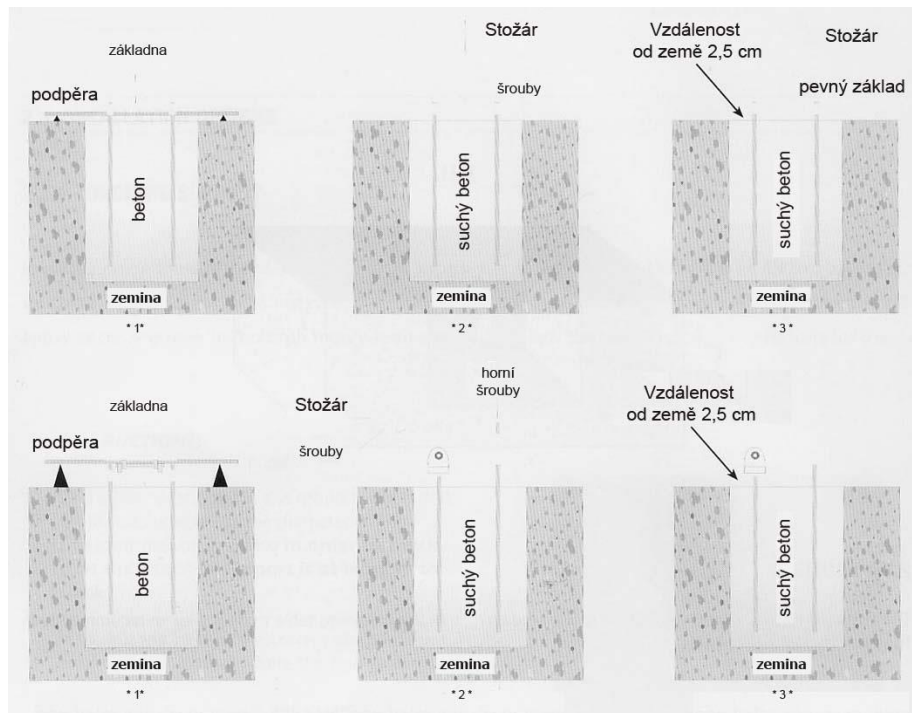 Stožár
Vzdálenost
od země 2,5 cm
Stožár
základna
podpěra
šrouby
pevný základ
beton
suchý beton
suchý beton
zemina
zemina
zemina
* 1*
* 2 *
* 3 *
horní
šrouby
základna
Stožár
Vzdálenost
od země 2,5 cm
podpěra
šrouby
beton
suchý beton
suchý beton
zemina
zemina
zemina
* 1*
* 2 *
* 3 *